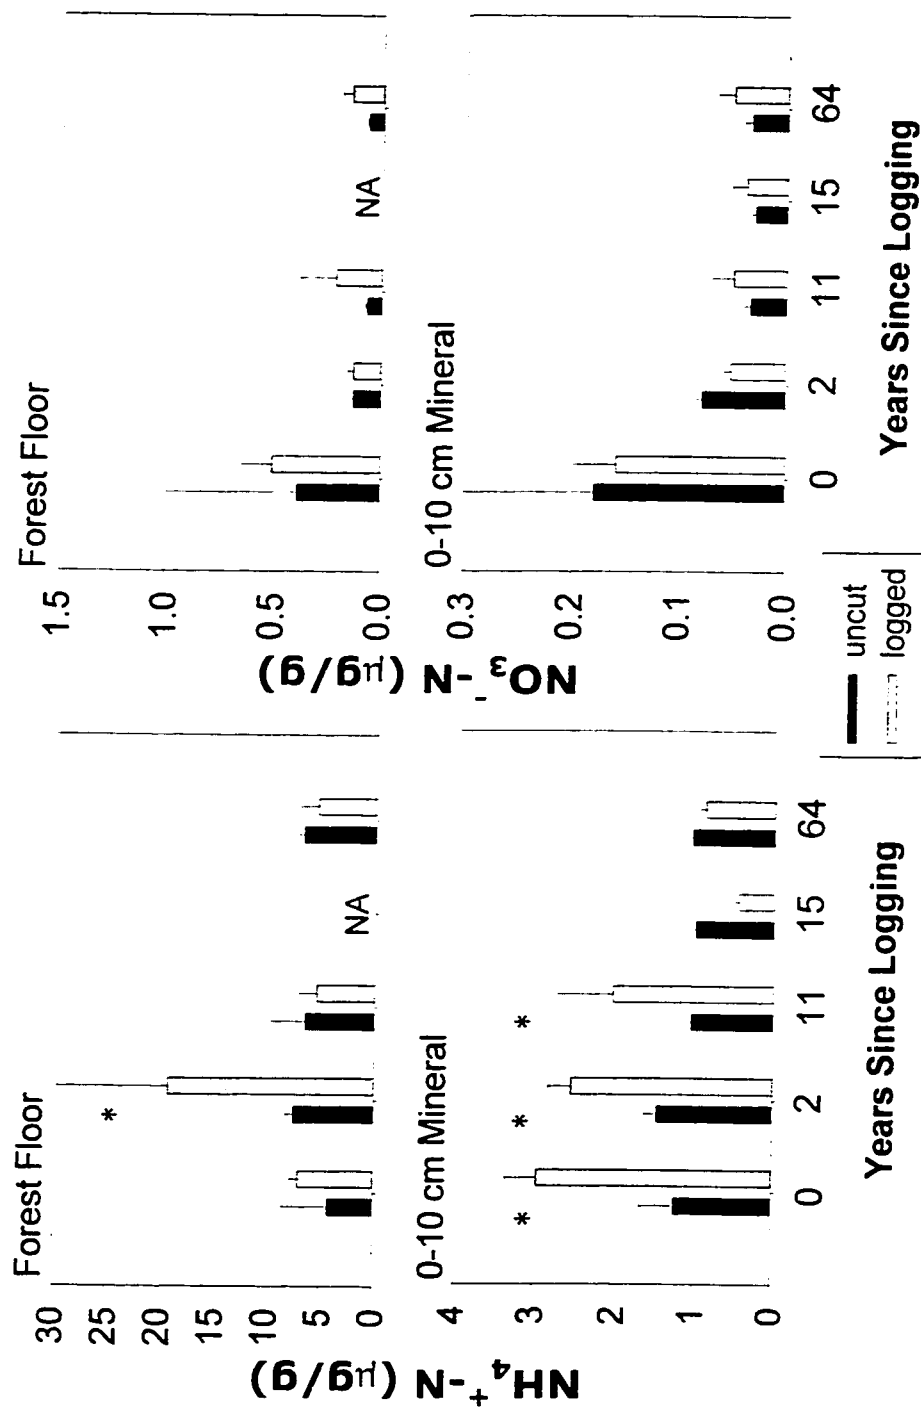 Forest Floor
30
25
20
15
10
5
0
*
NA
0-10 cm Mineral
4
3
2
1
0
* * *
0 2 11 15 64
NH₄⁺-N (µg/g)
Years Since Logging
Forest Floor
1.5
1.0
0.5
0.0
NA
0-10 cm Mineral
0.3
0.2
0.1
0.0
0 2 11 15 64
NO₃⁻-N (µg/g)
Years Since Logging
uncut
logged